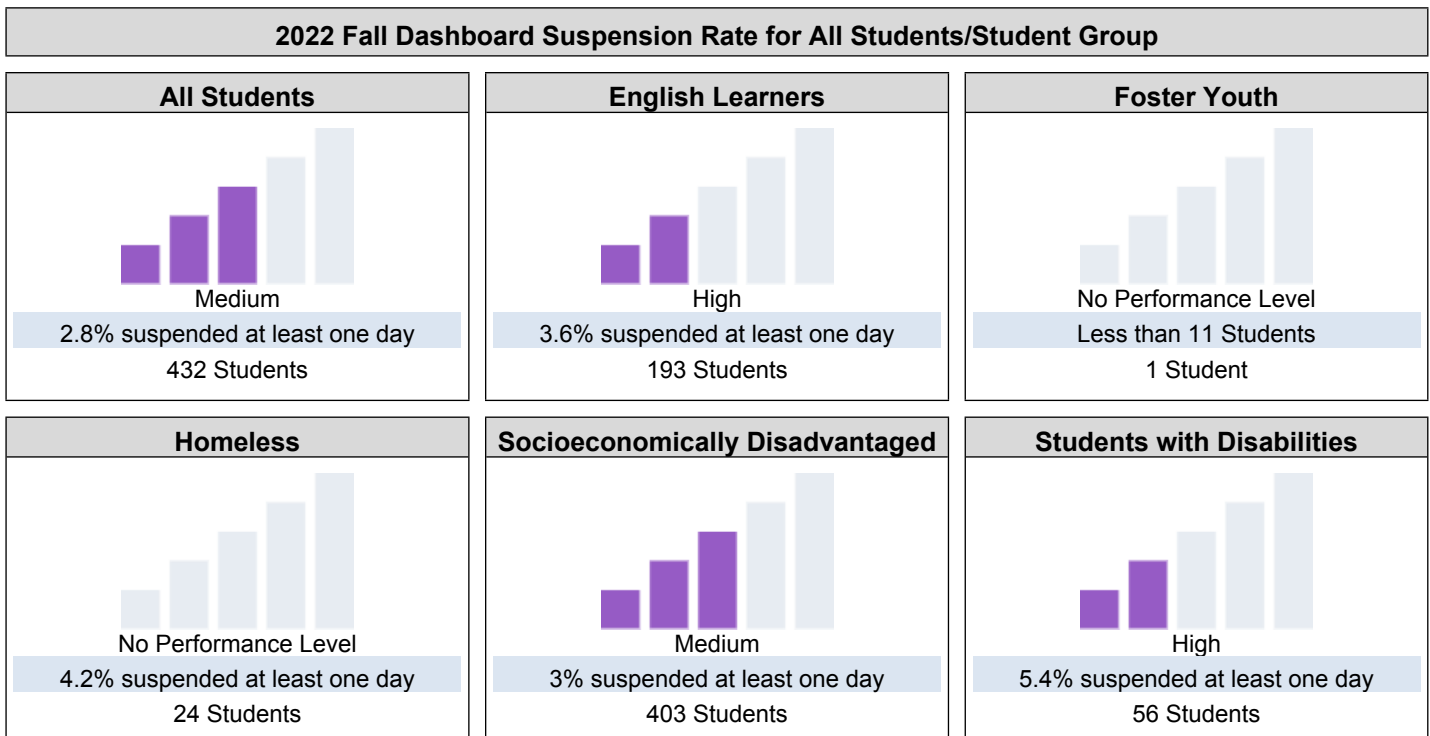 2022 Fall Dashboard Suspension Rate for All Students/Student Group
All Students
Medium
2.8% suspended at least one day
432 Students
English Learners
High
3.6% suspended at least one day
193 Students
Foster Youth
No Performance Level
Less than 11 Students
1 Student
Homeless
No Performance Level
4.2% suspended at least one day
24 Students
Socioeconomically Disadvantaged
Medium
3% suspended at least one day
403 Students
Students with Disabilities
High
5.4% suspended at least one day
56 Students